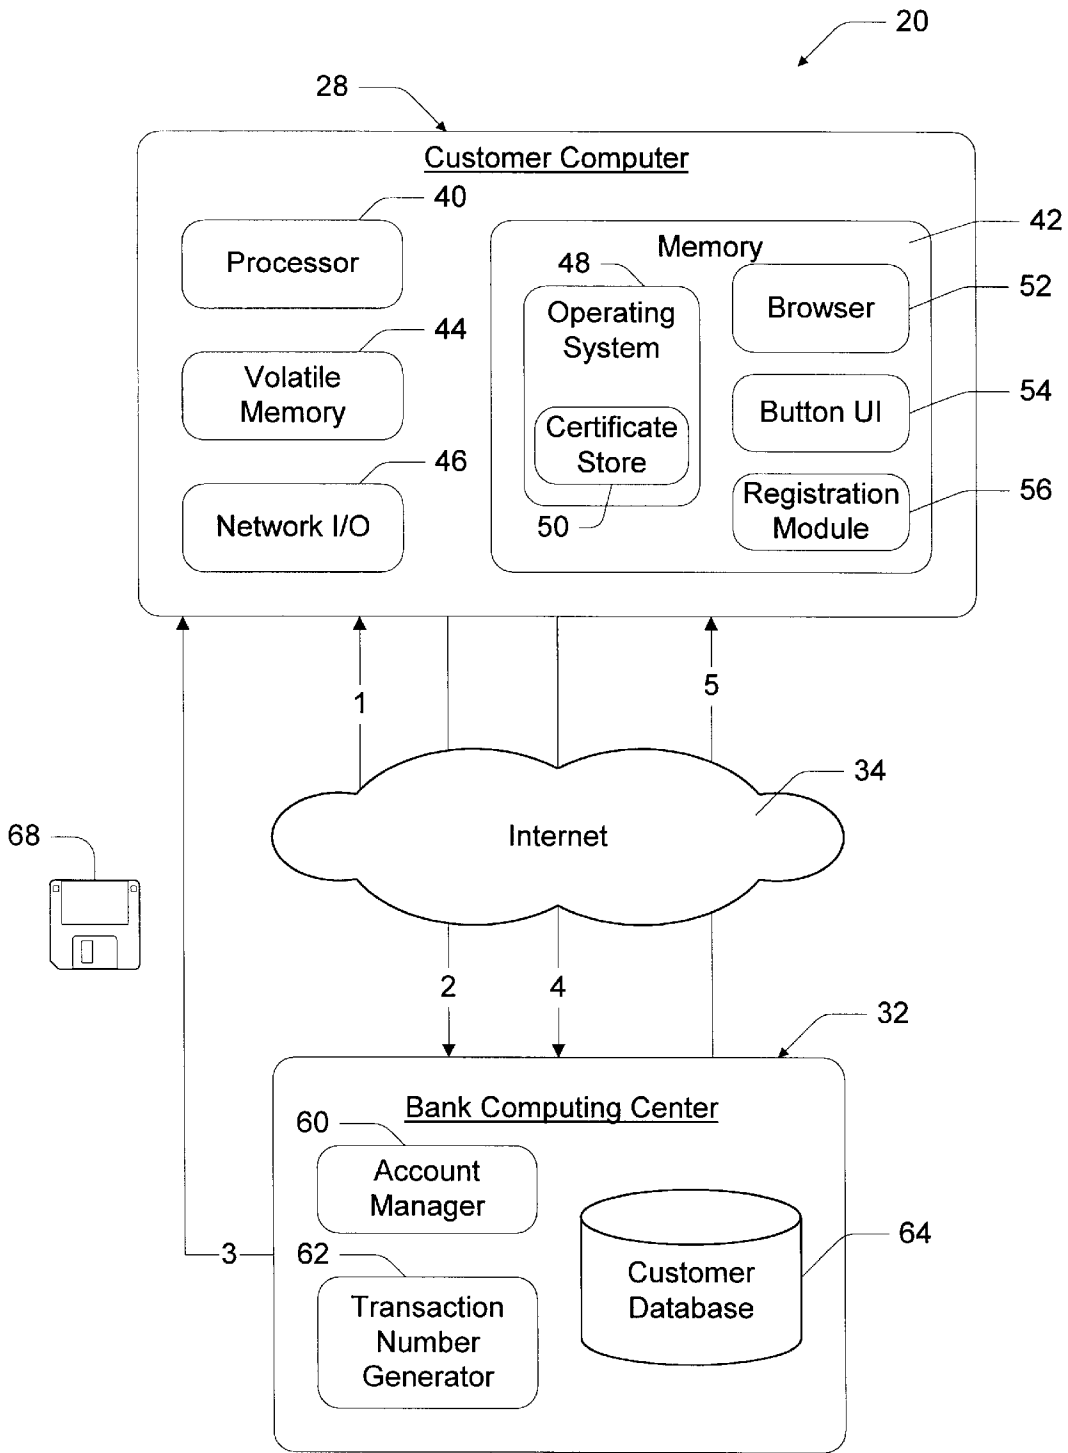 20
28
Customer Computer
40
Processor
44
Volatile
Memory
46
Network I/O
42
Memory
48
Operating
System
Certificate
Store
50
52
Browser
54
Button UI
56
Registration
Module
1
5
34
Internet
68
2
4
32
Bank Computing Center
60
Account
Manager
3
62
Transaction
Number
Generator
64
Customer
Database